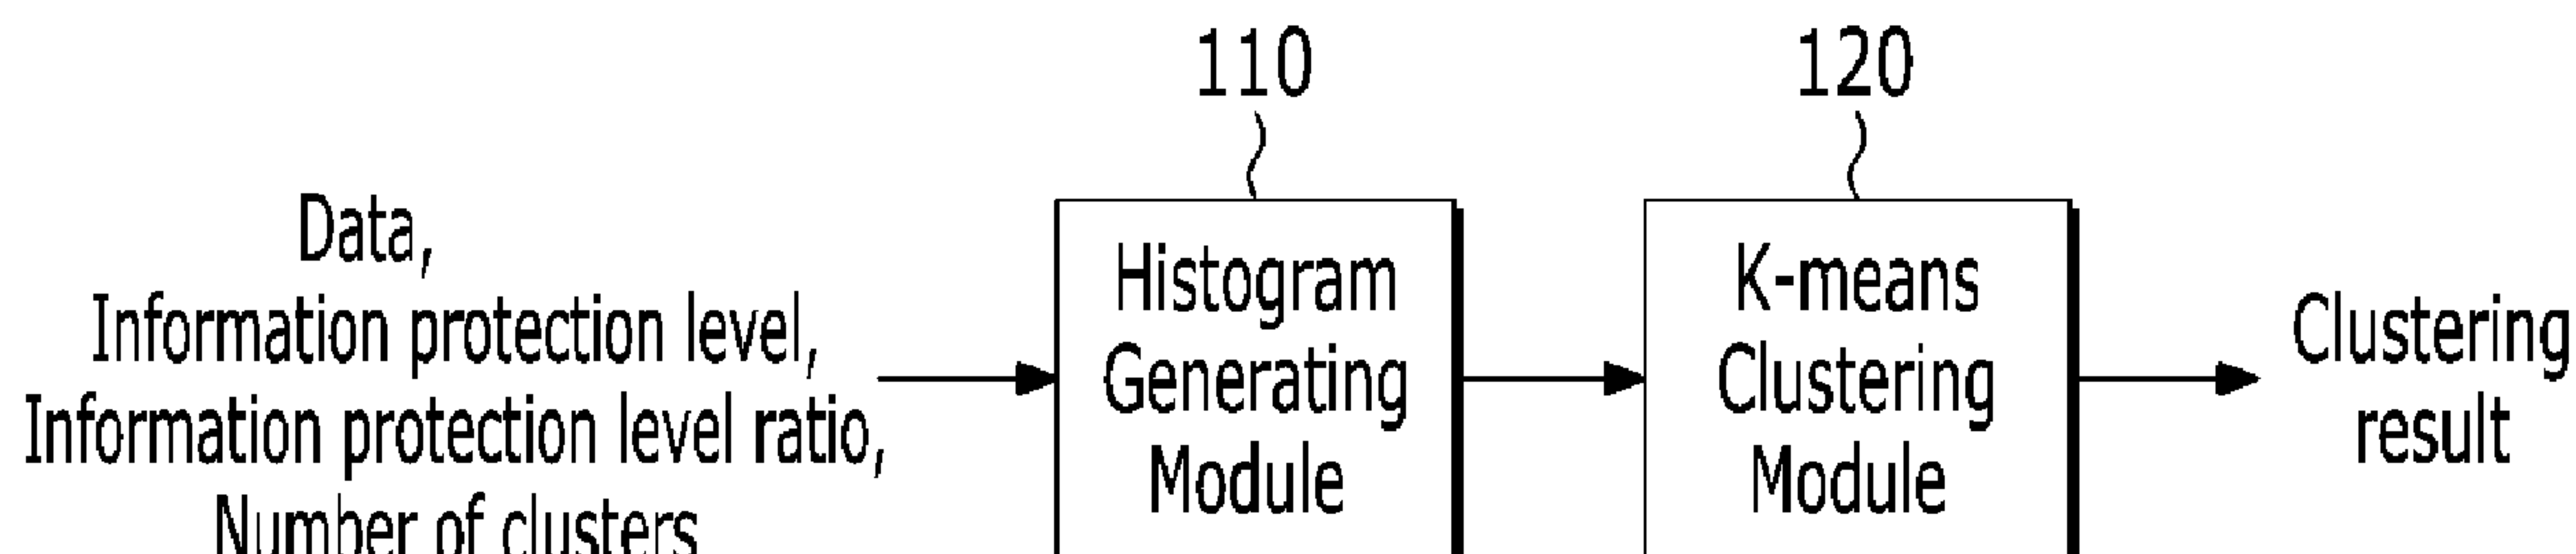 110
120
Data,
Information protection level,
Information protection level ratio,
Number of clusters
Histogram
Generating
Module
K-means
Clustering
Module
Clustering
result